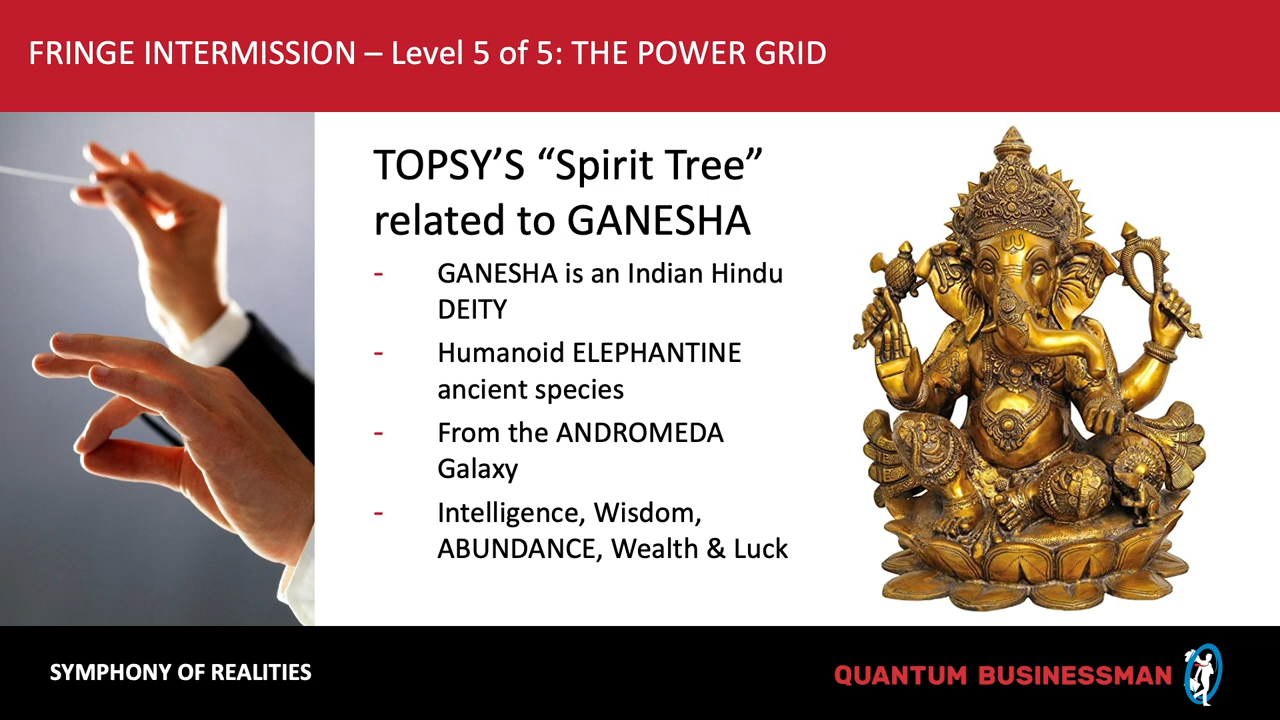 FRINGE INTERMISSION – Level 5 of 5: THE POWER GRID
TOPSY’S “Spirit Tree”
related to GANESHA
- GANESHA is an Indian Hindu
DEITY
- Humanoid ELEPHANTINE
ancient species
- From the ANDROMEDA
Galaxy
- Intelligence, Wisdom,
ABUNDANCE, Wealth & Luck
SYMPHONY OF REALITIES
QUANTUM BUSINESSMAN